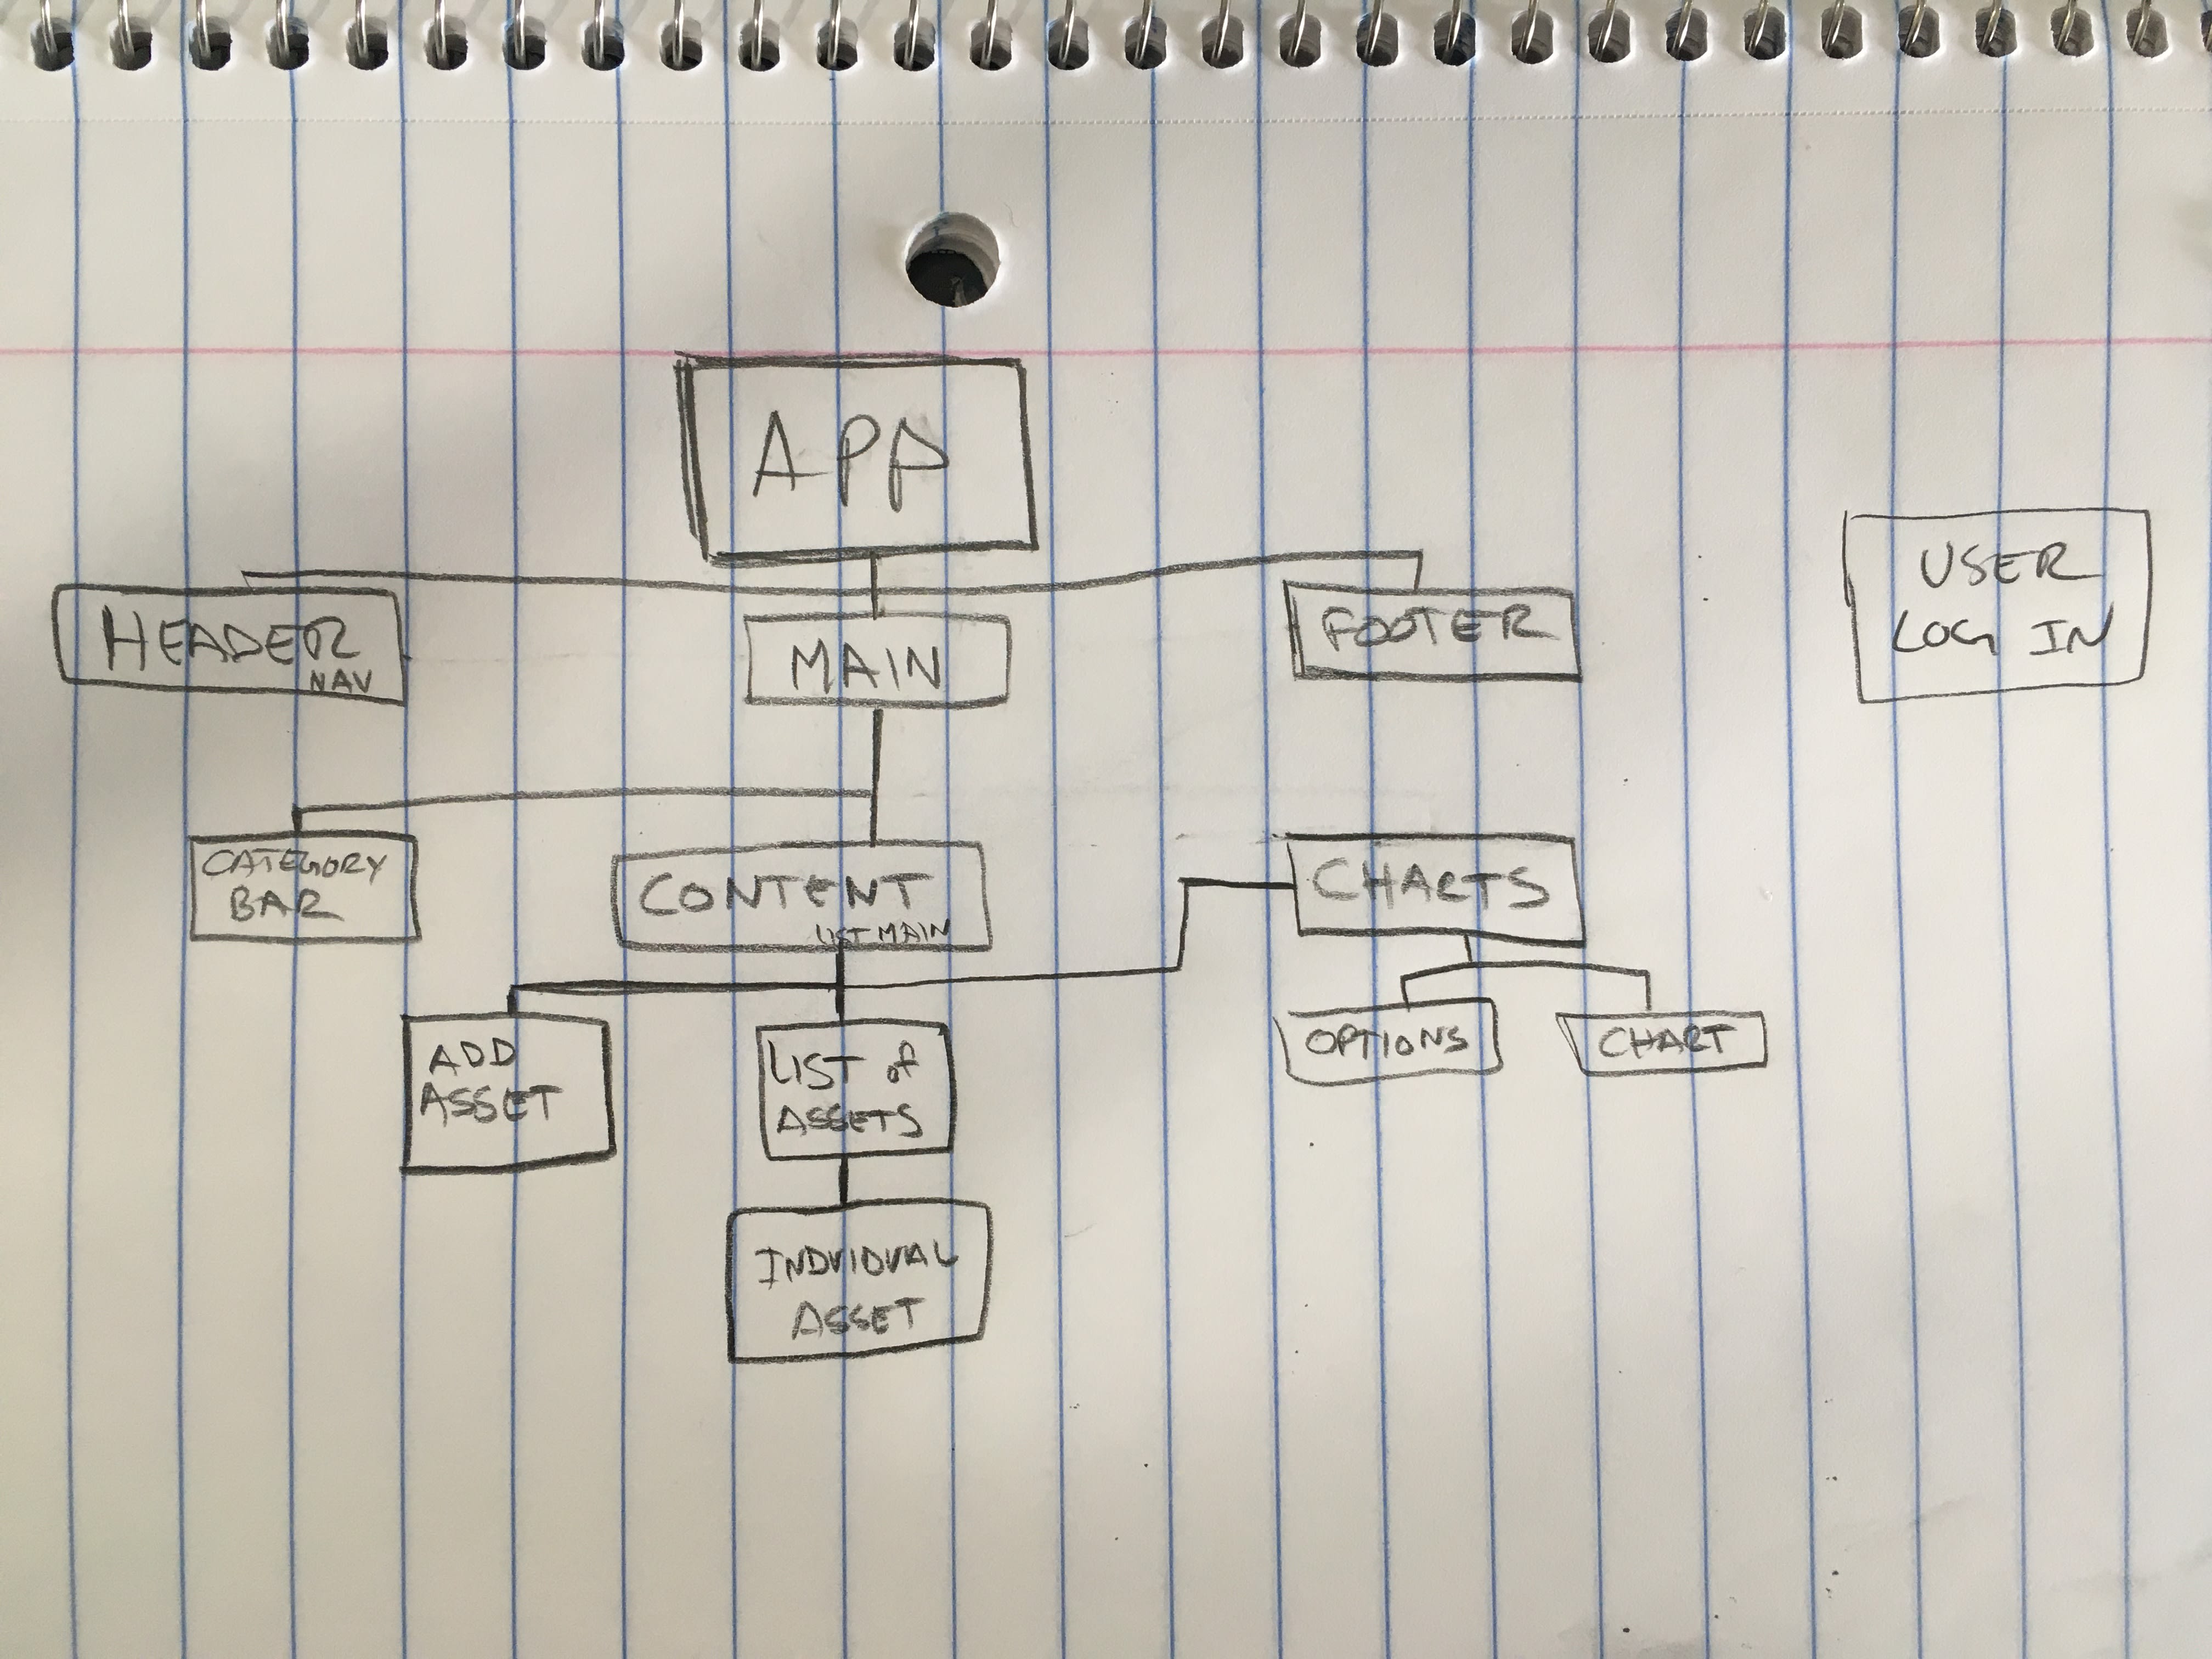 APP
HEADER
NAV
MAIN
FOOTER
USER
LOG IN
CATEGORY
BAR
CONTENT
LIST MAIN
CHARTS
ADD
ASSET
LIST of
ASSETS
OPTIONS
CHART
INDVIDUAL
ASSET